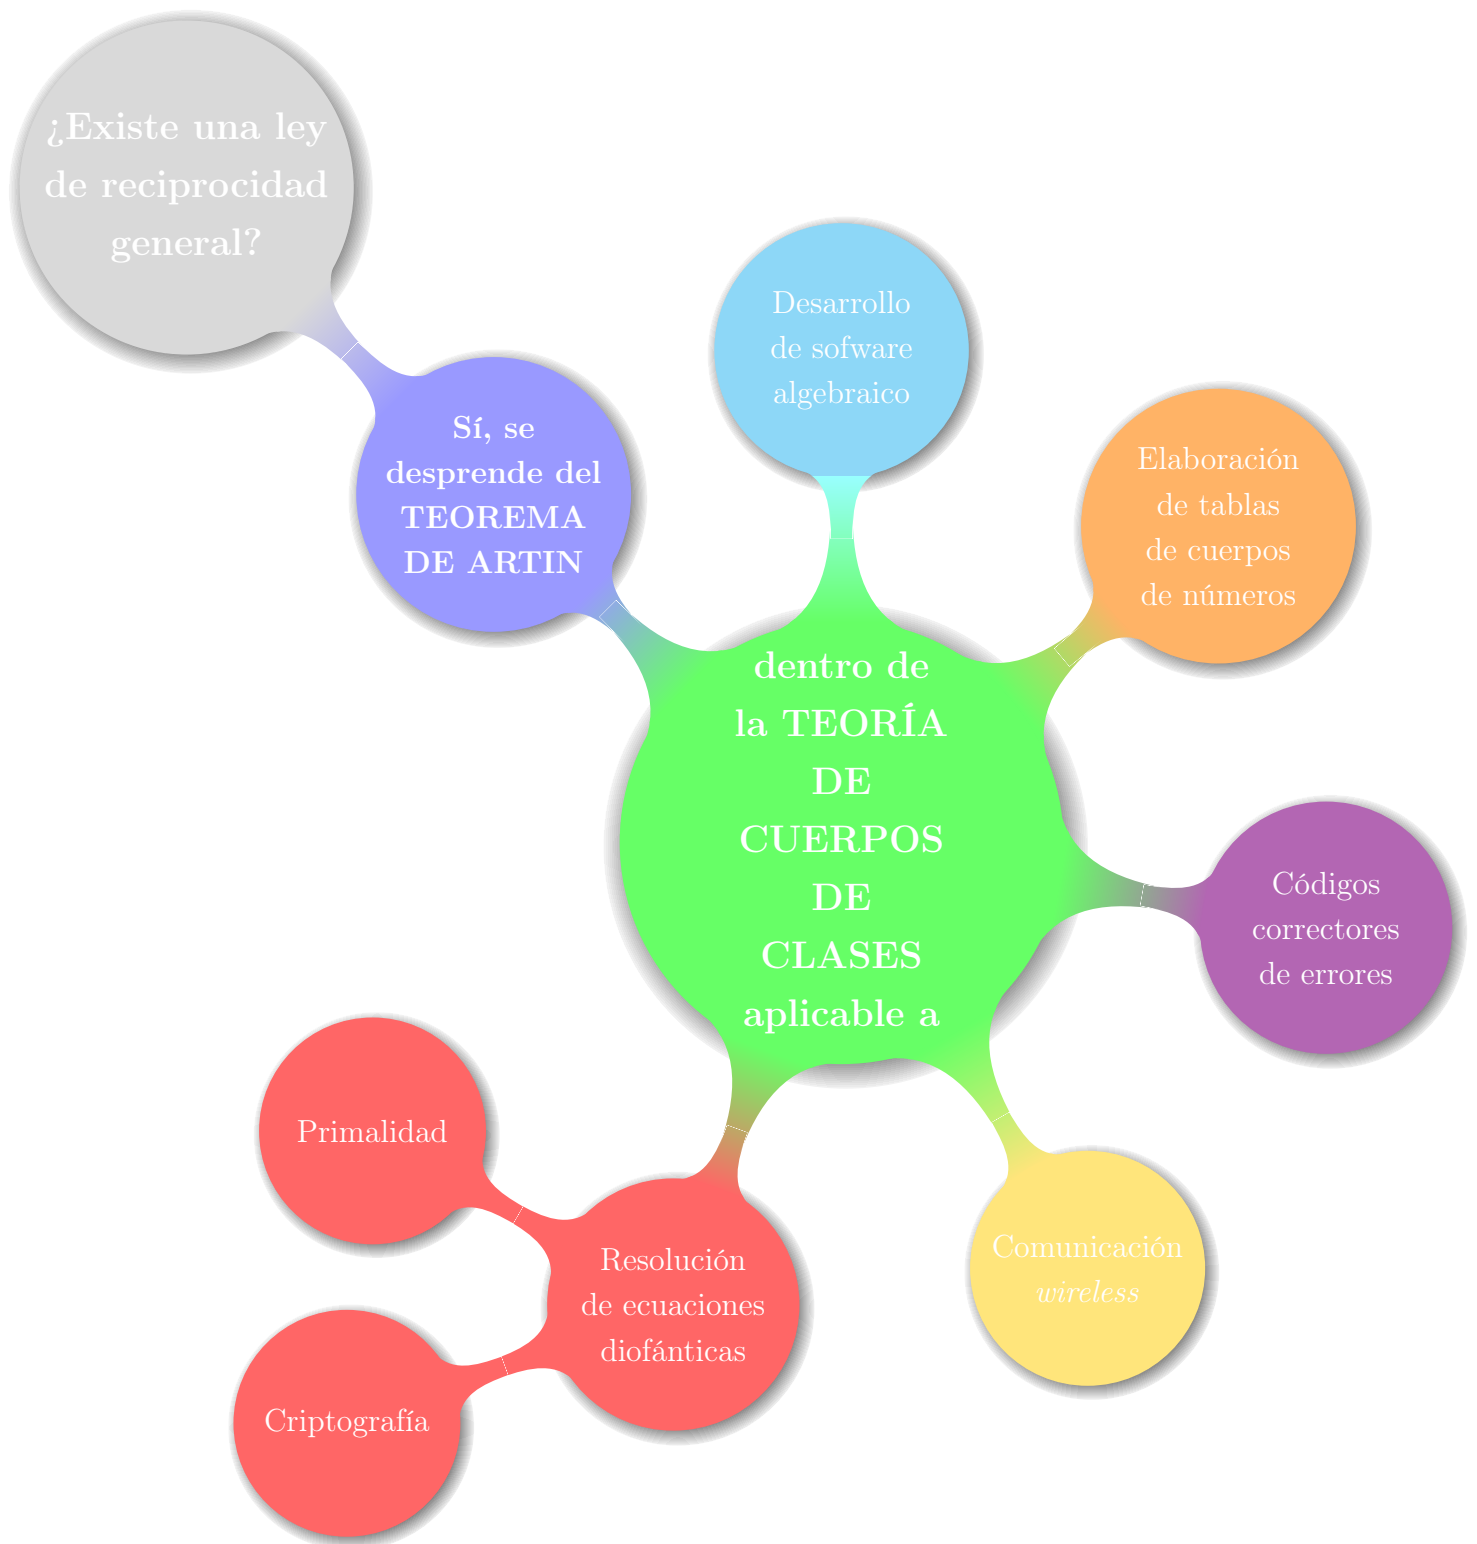 ¿Existe una ley
de reciprocidad
general?
Sí, se
desprende del
TEOREMA
DE ARTIN
dentro de
la TEORÍA
DE
CUERPOS
DE
CLASES
aplicable a
Desarrollo
de sofware
algebraico
Elaboración
de tablas
de cuerpos
de números
Códigos
correctores
de errores
Comunicación
wireless
Resolución
de ecuaciones
diofánticas
Primalidad
Criptografía